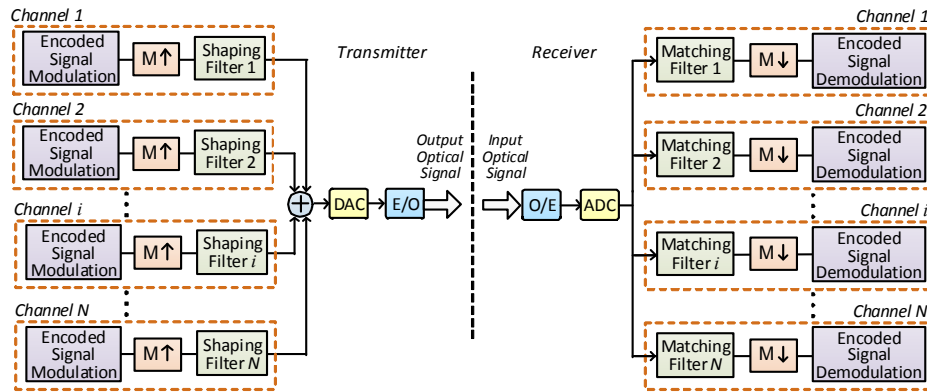 Channel 1
Encoded
Signal
Modulation
M↑
Shaping
Filter 1
Channel 2
Encoded
Signal
Modulation
M↑
Shaping
Filter 2
Channel i
Encoded
Signal
Modulation
M↑
Shaping
Filter i
Channel N
Encoded
Signal
Modulation
M↑
Shaping
Filter N
Transmitter
+
DAC
E/O
Output
Optical
Signal
Receiver
Input
Optical
Signal
O/E
ADC
Channel 1
Matching
Filter 1
M↓
Encoded
Signal
Demodulation
Channel 2
Matching
Filter 2
M↓
Encoded
Signal
Demodulation
Channel i
Matching
Filter i
M↓
Encoded
Signal
Demodulation
Channel N
Matching
Filter N
M↓
Encoded
Signal
Demodulation